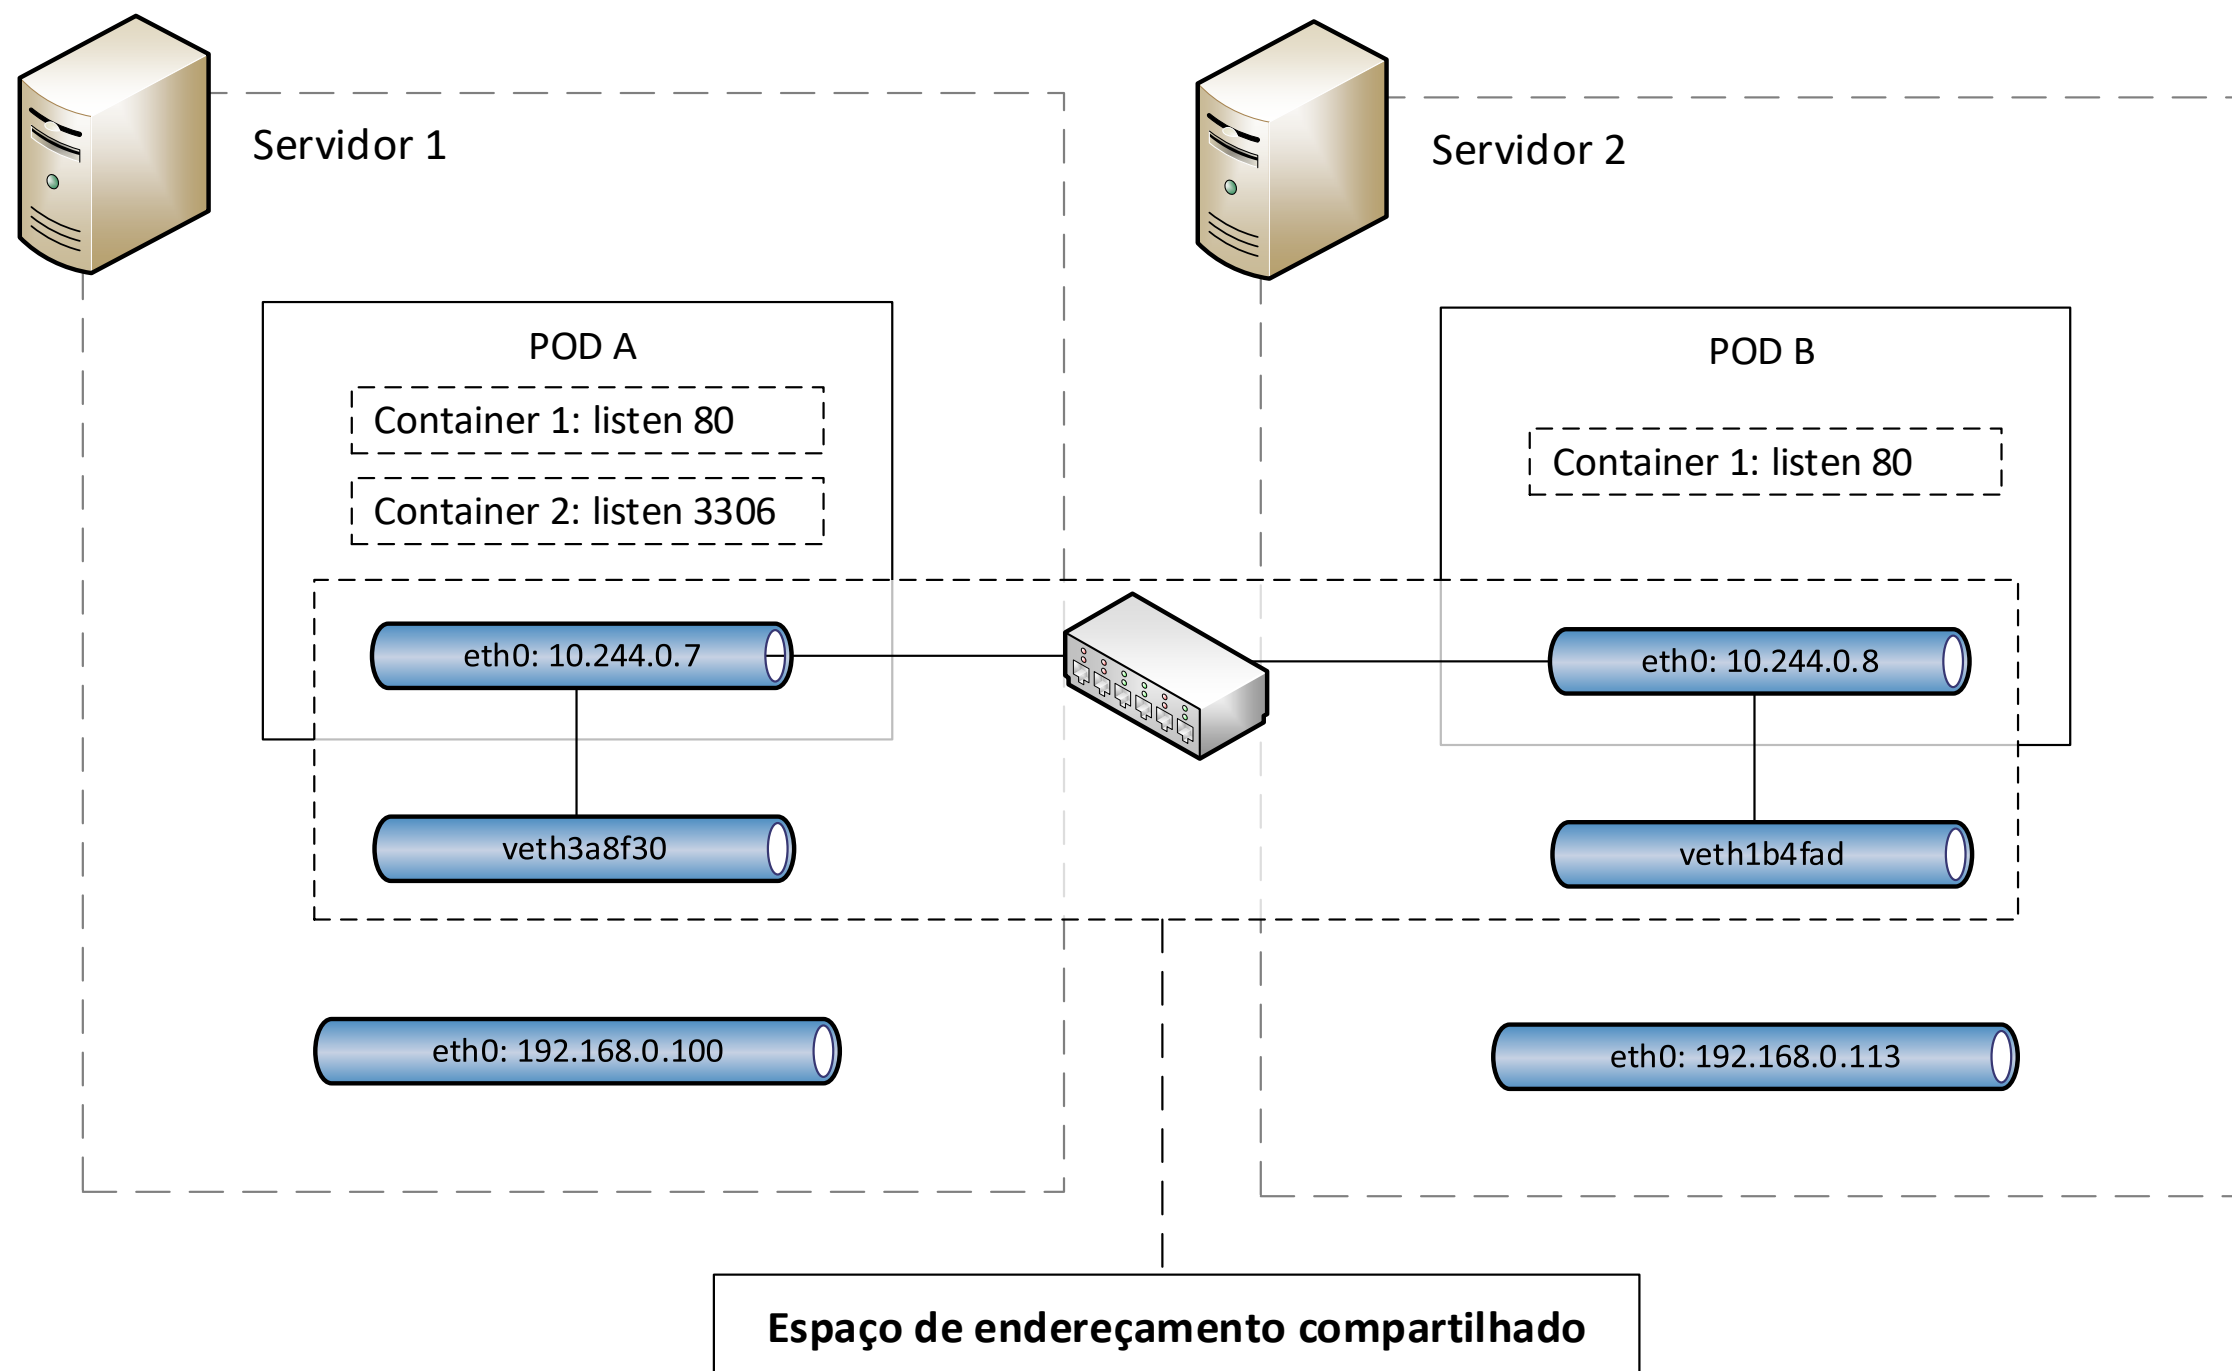 Servidor 1
Servidor 2
POD A
Container 1: listen 80
Container 2: listen 3306
POD B
Container 1: listen 80
eth0: 10.244.0.7
eth0: 10.244.0.8
veth3a8f30
veth1b4fad
eth0: 192.168.0.100
eth0: 192.168.0.113
Espaço de endereçamento compartilhado